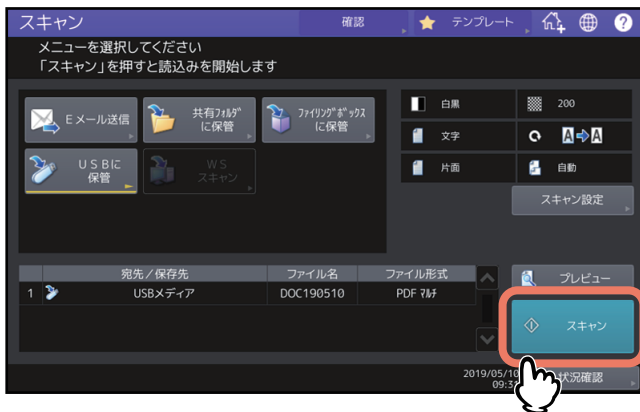 スキャン 確認 テンプレート ?
メニューを選択してください
「スキャン」を押すと読込みを開始します
Eメール送信 共有フォルダに保管 ファイリングボックスに保管
白黒 200
文字 A A
片面 自動
USBに保管 WSスキャン
スキャン設定
宛先/保存先 ファイル名 ファイル形式
1 USBメディア DOC190510 PDF マルチ
プレビュー
スキャン
2019/05/10
09:31
状況確認